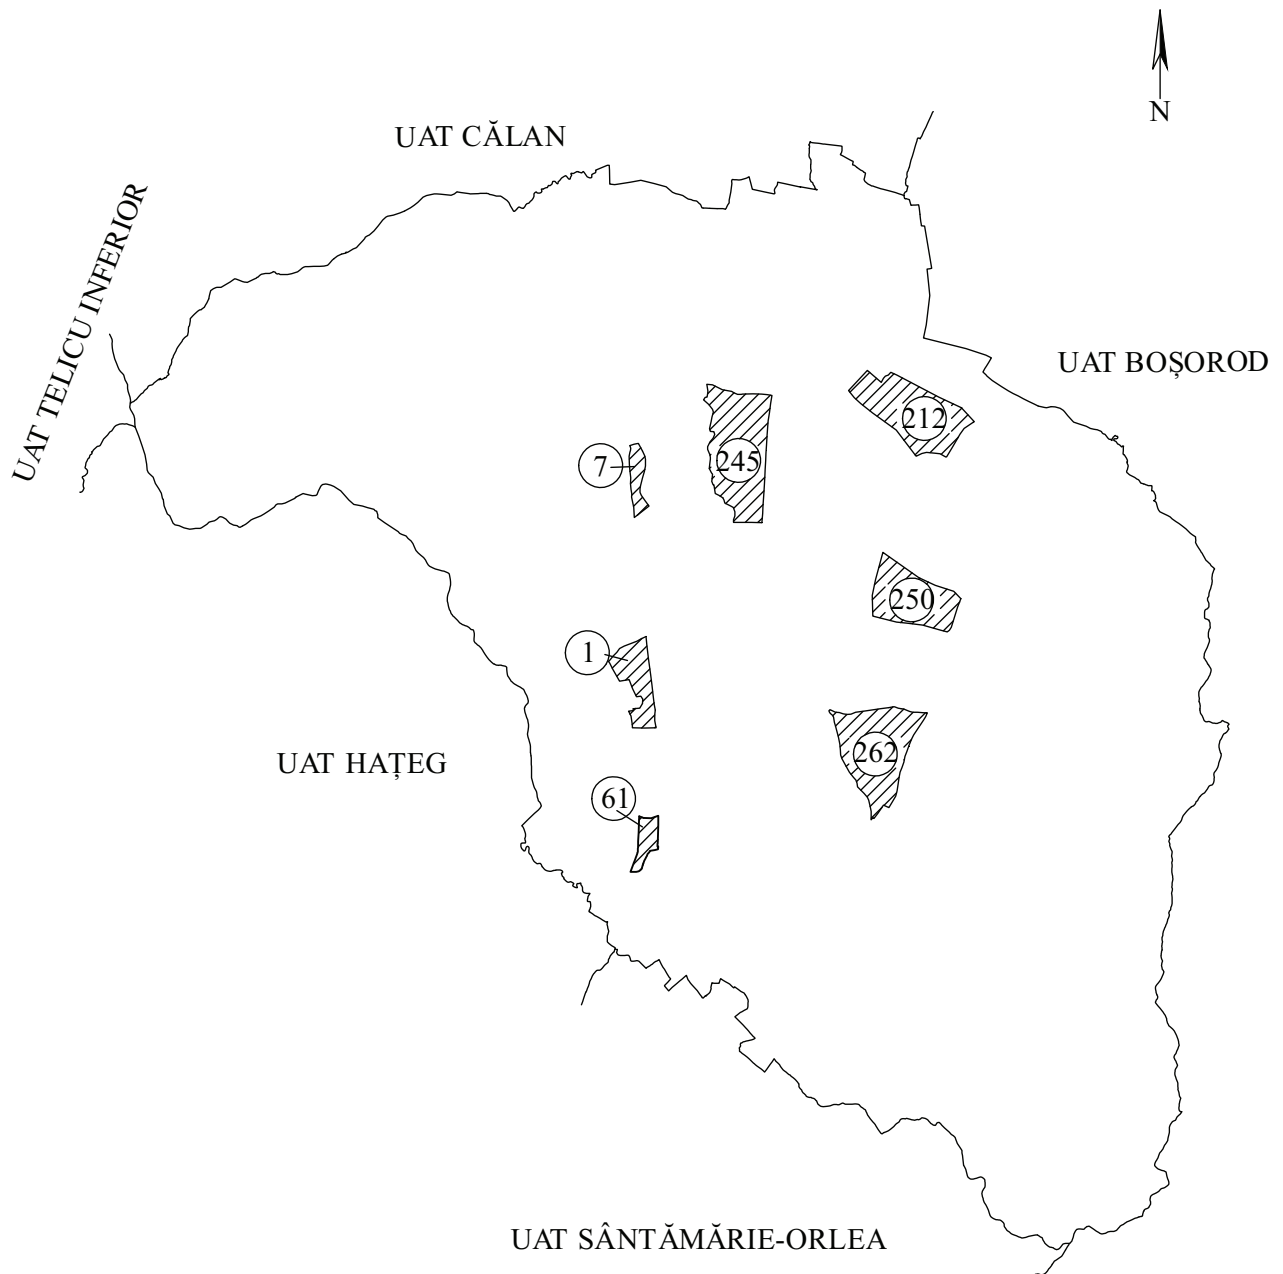 N
UAT CĂLAN
UAT TELICU INFERIOR
UAT BOȘOROD
212
245
7
250
1
262
UAT HAȚEG
61
UAT SÂNTĂMĂRIE-ORLEA